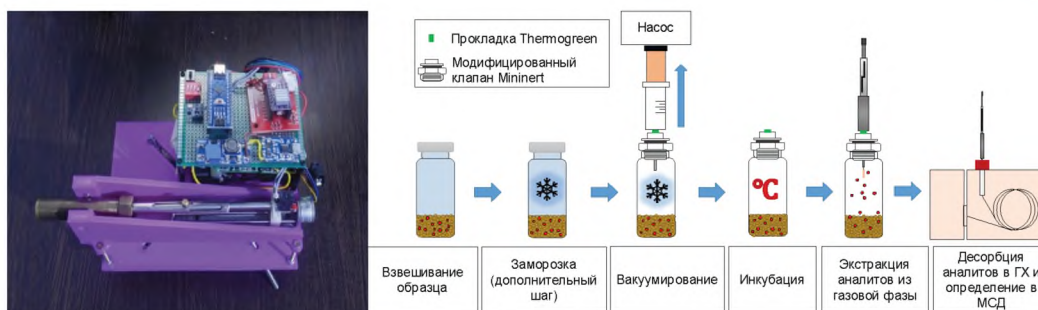 Насос
Прокладка Thermogreen
Модифицированный
клапан Mininert
°C
Взвешивание
образца
Заморозка
(дополнительный
шаг)
Вакуумирование
Инкубация
Экстракция
аналитов из
газовой фазы
Десорбция
аналитов в ГХ и
определение в
МСД